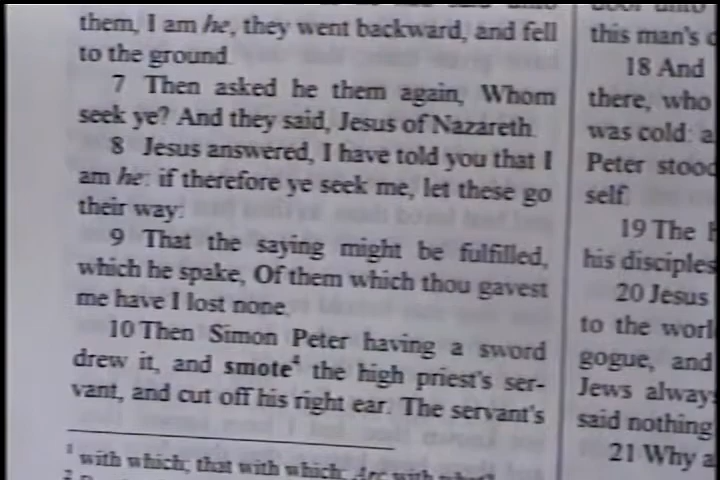 them, I am he, they went backward, and fell
to the ground.
7 Then asked he them again, Whom
seek ye? And they said, Jesus of Nazareth.
8 Jesus answered, I have told you that I
am he: if therefore ye seek me, let these go
their way:
9 That the saying might be fulfilled,
which he spake, Of them which thou gavest
me have I lost none.
10 Then Simon Peter having a sword
drew it, and smote⁴ the high priest's ser-
vant, and cut off his right ear. The servant's
¹ with which; that with which;
this man's
18 And
there, who
was cold: a
Peter stood
self.
19 The
his disciples
20 Jesus
to the worl
gogue, and
Jews always
said nothing
21 Why a